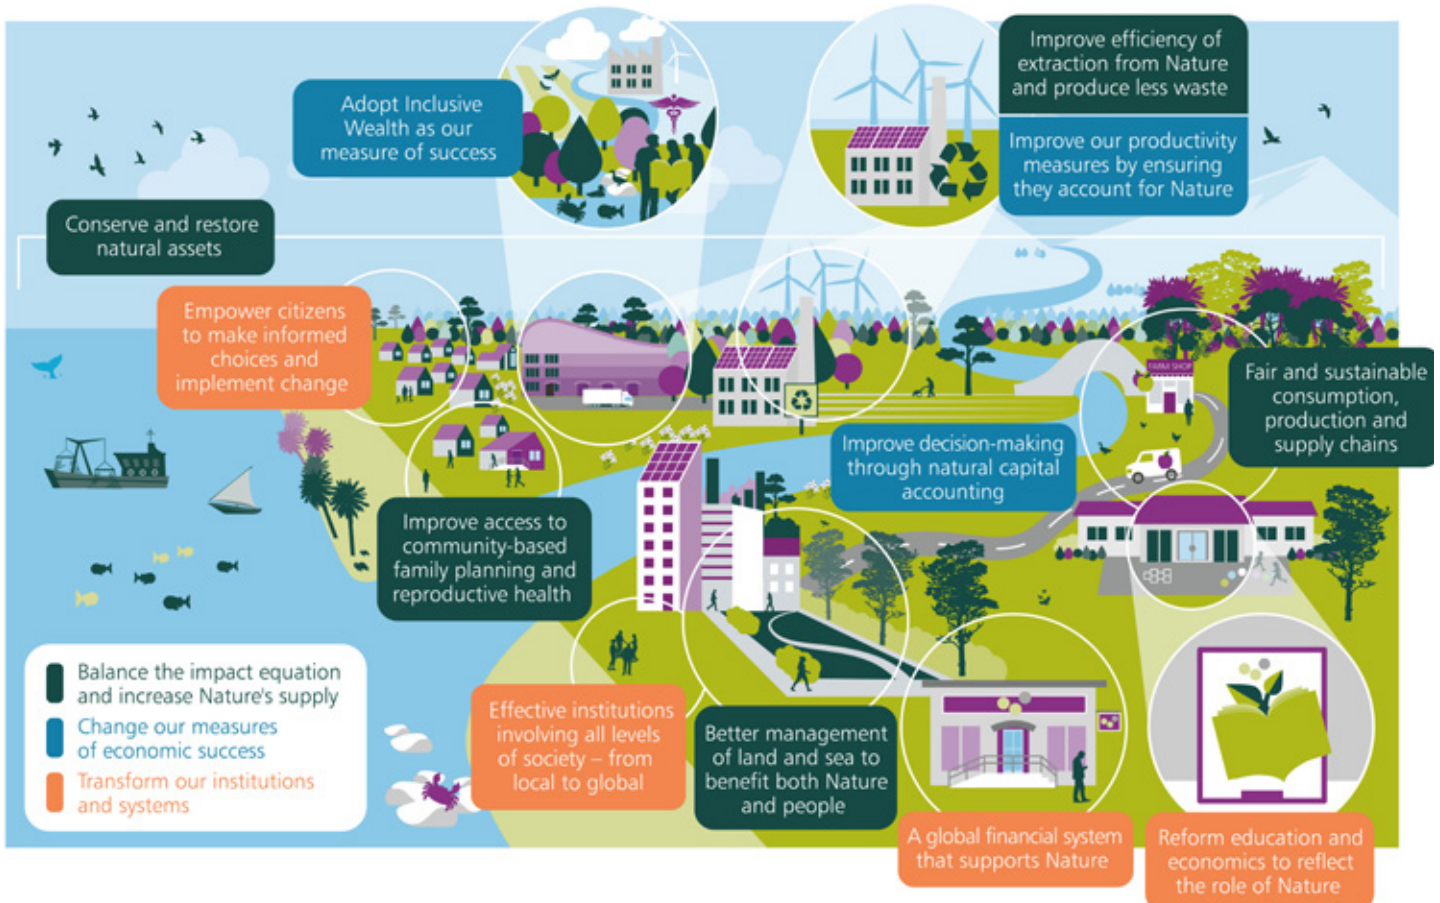 Improve efficiency of
extraction from Nature
and produce less waste
Adopt Inclusive
Wealth as our
measure of success
Improve our productivity
measures by ensuring
they account for Nature
Conserve and restore
natural assets
Empower citizens
to make informed
choices and
implement change
FARM SHOP
Fair and sustainable
consumption,
production and
supply chains
Improve decision-making
through natural capital
accounting
Improve access to
community-based
family planning and
reproductive health
Balance the impact equation
and increase Nature's supply
Change our measures
of economic success
Transform our institutions
and systems
Effective institutions
involving all levels
of society – from
local to global
Better management
of land and sea to
benefit both Nature
and people
A global financial system
that supports Nature
Reform education and
economics to reflect
the role of Nature